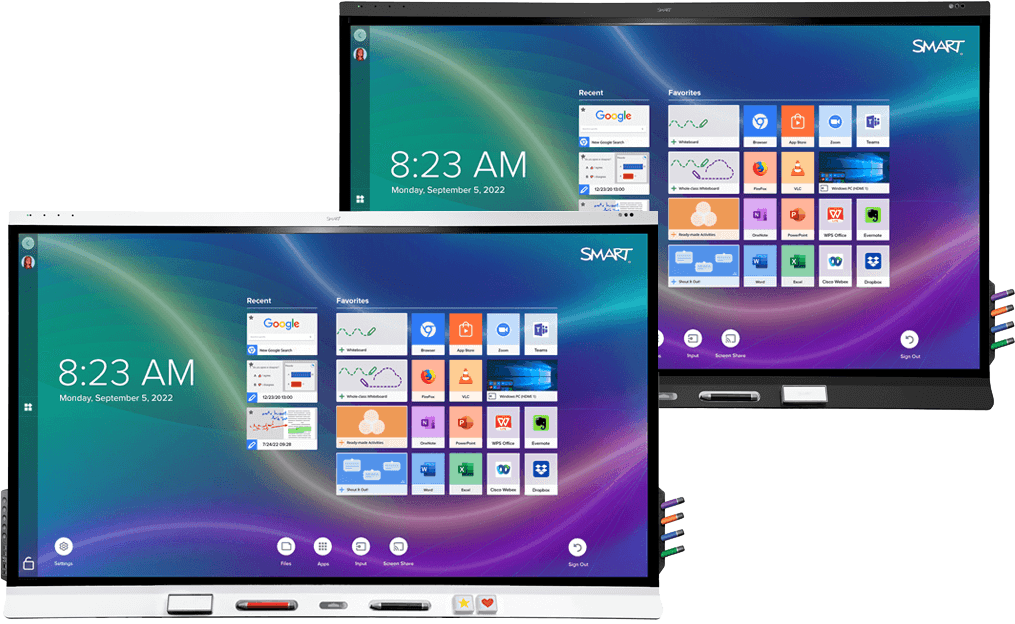 SMART
SMART
Recent
Favorites
Google
New Google Search
Whiteboard
Browser
App Store
Zoom
Teams
8:23 AM
Monday, September 5, 2022
12/23/20 13:00
Whole-class Whiteboard
FireFox
VLC
Windows PC (HDMI 1)
Ready-made Activities
OneNote
PowerPoint
WPS Office
Evernote
Shout It Out!
Word
Excel
Cisco Webex
Dropbox
Input
Screen Share
Sign Out
SMART
SMART
Recent
Favorites
Google
New Google Search
Whiteboard
Browser
App Store
Zoom
Teams
8:23 AM
Monday, September 5, 2022
12/23/20 13:00
Whole-class Whiteboard
FireFox
VLC
Windows PC (HDMI 1)
7/24/22 09:28
Ready-made Activities
OneNote
PowerPoint
WPS Office
Evernote
Shout It Out!
Word
Excel
Cisco Webex
Dropbox
Settings
Files
Apps
Input
Screen Share
Sign Out